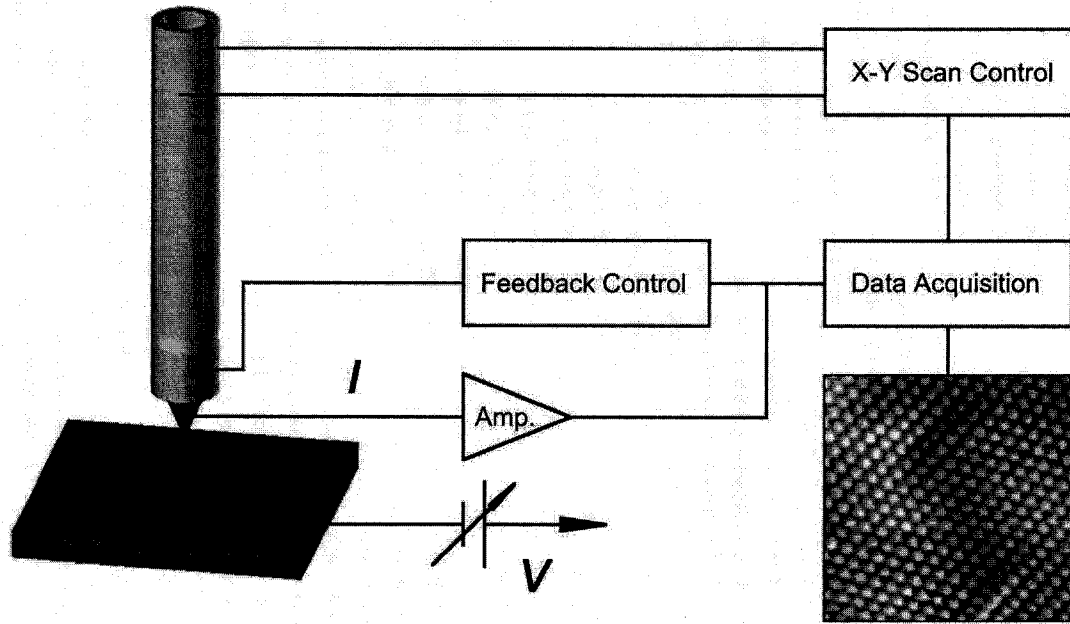 X-Y Scan Control
Feedback Control
Data Acquisition
I
Amp.
V